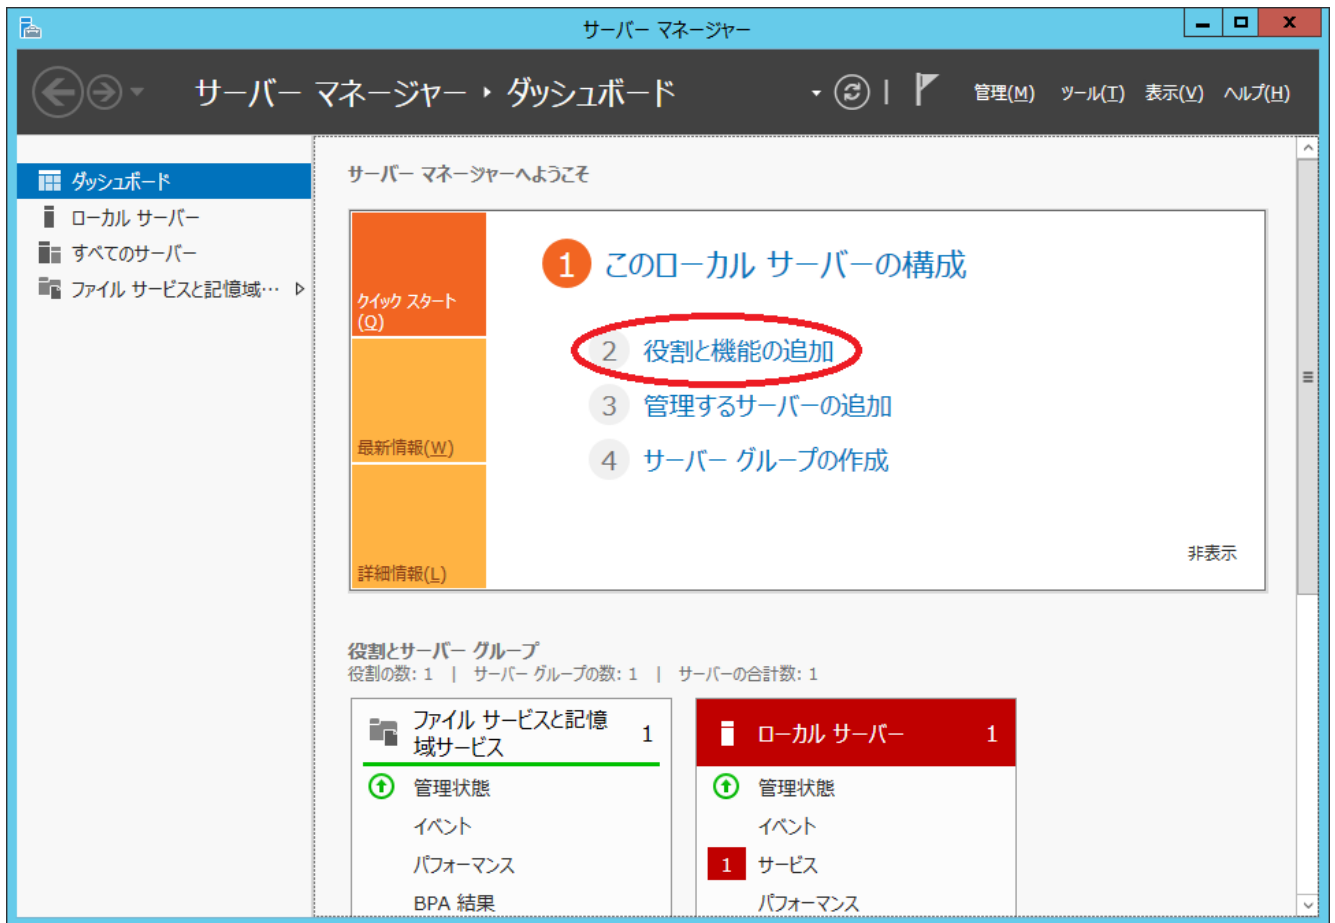 サーバー マネージャー
サーバー マネージャー ・ ダッシュボード
管理(M) ツール(T) 表示(V) ヘルプ(H)
ダッシュボード
ローカル サーバー
すべてのサーバー
ファイル サービスと記憶域…
サーバー マネージャーへようこそ
クイック スタート
(Q)
最新情報(W)
詳細情報(L)
1 このローカル サーバーの構成
2 役割と機能の追加
3 管理するサーバーの追加
4 サーバー グループの作成
非表示
役割とサーバー グループ
役割の数: 1 | サーバー グループの数: 1 | サーバーの合計数: 1
ファイル サービスと記憶
域サービス
1
管理状態
イベント
パフォーマンス
BPA 結果
ローカル サーバー 1
管理状態
イベント
1 サービス
パフォーマンス